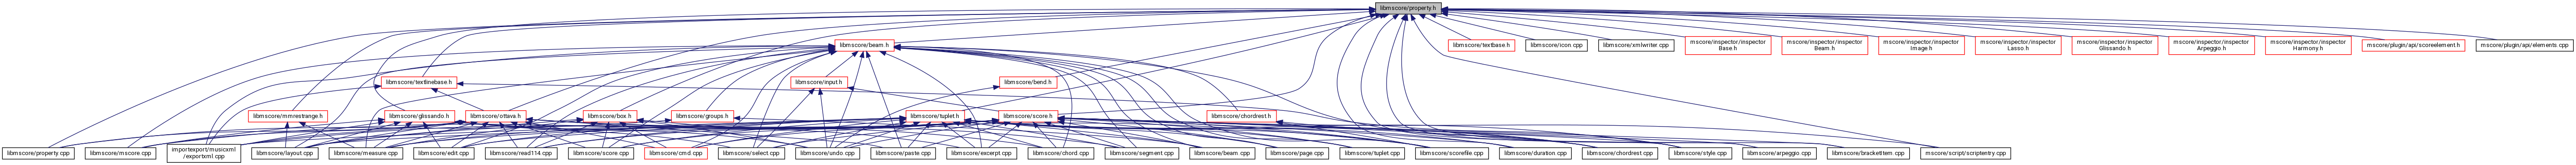 libmscore/property.h
libmscore/beam.h
libmscore/textbase.h
libmscore/icon.cpp
libmscore/xmlwriter.cpp
mscore/inspector/inspector
Base.h
mscore/inspector/inspector
Beam.h
mscore/inspector/inspector
Image.h
mscore/inspector/inspector
Lasso.h
mscore/inspector/inspector
Glissando.h
mscore/inspector/inspector
Arpeggio.h
mscore/inspector/inspector
Harmony.h
mscore/plugin/api/scoreelement.h
mscore/plugin/api/elements.cpp
libmscore/textlinebase.h
libmscore/input.h
libmscore/bend.h
libmscore/mmrestrange.h
libmscore/glissando.h
libmscore/ottava.h
libmscore/box.h
libmscore/groups.h
libmscore/tuplet.h
libmscore/score.h
libmscore/chordrest.h
libmscore/property.cpp
libmscore/mscore.cpp
importexport/musicxml
/exportxml.cpp
libmscore/layout.cpp
libmscore/measure.cpp
libmscore/edit.cpp
libmscore/read114.cpp
libmscore/score.cpp
libmscore/cmd.cpp
libmscore/select.cpp
libmscore/undo.cpp
libmscore/paste.cpp
libmscore/excerpt.cpp
libmscore/chord.cpp
libmscore/segment.cpp
libmscore/beam.cpp
libmscore/page.cpp
libmscore/tuplet.cpp
libmscore/scorefile.cpp
libmscore/duration.cpp
libmscore/chordrest.cpp
libmscore/style.cpp
libmscore/arpeggio.cpp
libmscore/bracketItem.cpp
mscore/script/scriptentry.cpp